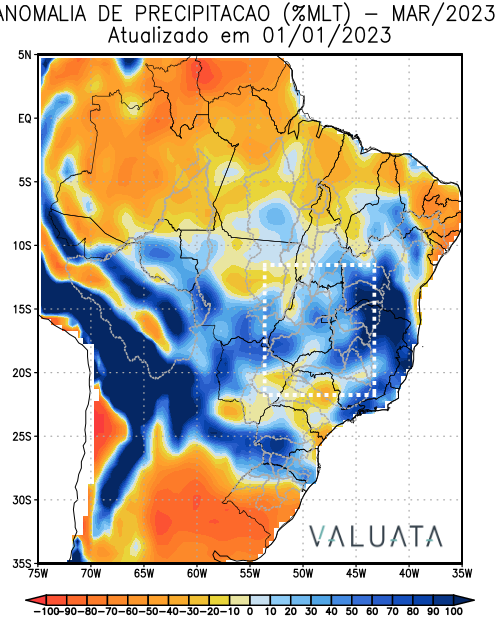 ANOMALIA DE PRECIPITACAO (%MLT) – MAR/2023
Atualizado em 01/01/2023
5N
EQ
5S
10S
15S
20S
25S
30S
35S
75W 70W 65W 60W 55W 50W 45W 40W 35W
VALUATA
-100 -90 -80 -70 -60 -50 -40 -30 -20 -10 0 10 20 30 40 50 60 70 80 90 100